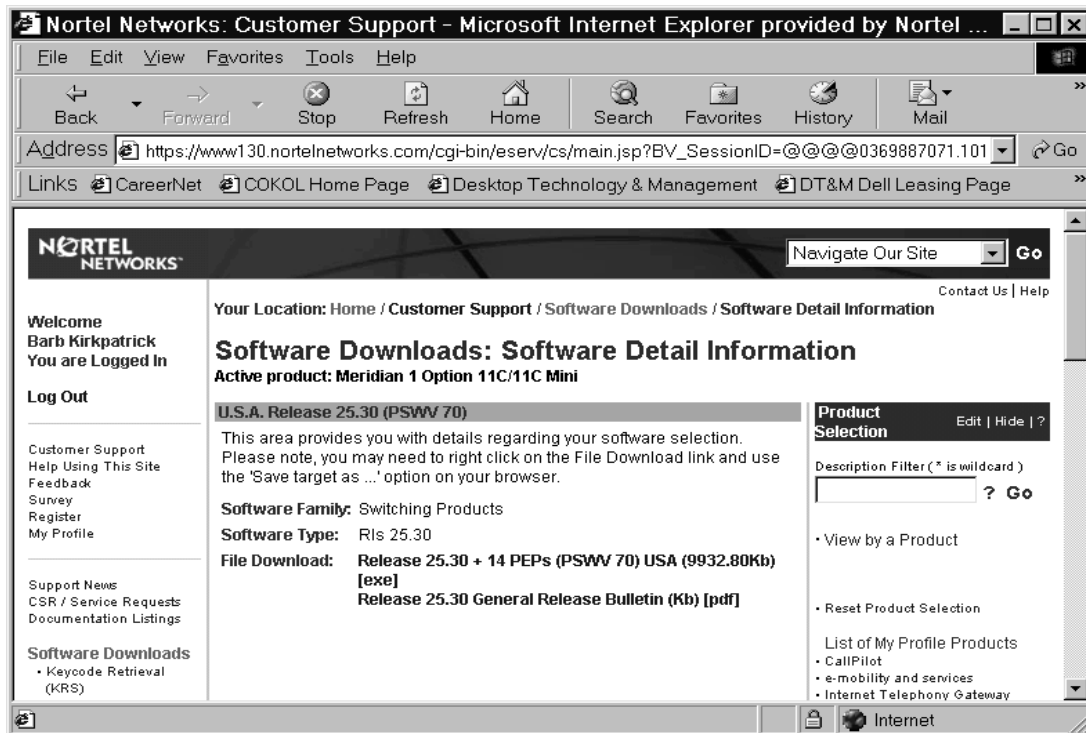 Nortel Networks: Customer Support - Microsoft Internet Explorer provided by Nortel ...
File Edit View Favorites Tools Help
Back Forward Stop Refresh Home Search Favorites History Mail »
Address https://www130.nortelnetworks.com/cgi-bin/eserv/cs/main.jsp?BV_SessionID=@@@@0369887071.101 Go
Links CareerNet COKOL Home Page Desktop Technology & Management DT&M Dell Leasing Page »
NORTEL
NETWORKS™
Navigate Our Site Go
Contact Us | Help
Your Location: Home / Customer Support / Software Downloads / Software Detail Information
Welcome
Barb Kirkpatrick
You are Logged In
Log Out
Customer Support
Help Using This Site
Feedback
Survey
Register
My Profile
Support News
CSR / Service Requests
Documentation Listings
Software Downloads
• Keycode Retrieval
(KRS)
Software Downloads: Software Detail Information
Active product: Meridian 1 Option 11C/11C Mini
U.S.A. Release 25.30 (PSWV 70)
This area provides you with details regarding your software selection.
Please note, you may need to right click on the File Download link and use
the 'Save target as ...' option on your browser.
Software Family: Switching Products
Software Type: Rls 25.30
File Download: Release 25.30 + 14 PEPs (PSWV 70) USA (9932.80Kb)
[exe]
Release 25.30 General Release Bulletin (Kb) [pdf]
Product
Selection
Edit | Hide | ?
Description Filter ( * is wildcard )
? Go
• View by a Product
• Reset Product Selection
List of My Profile Products
• CallPilot
• e-mobility and services
• Internet Telephony Gateway
Internet